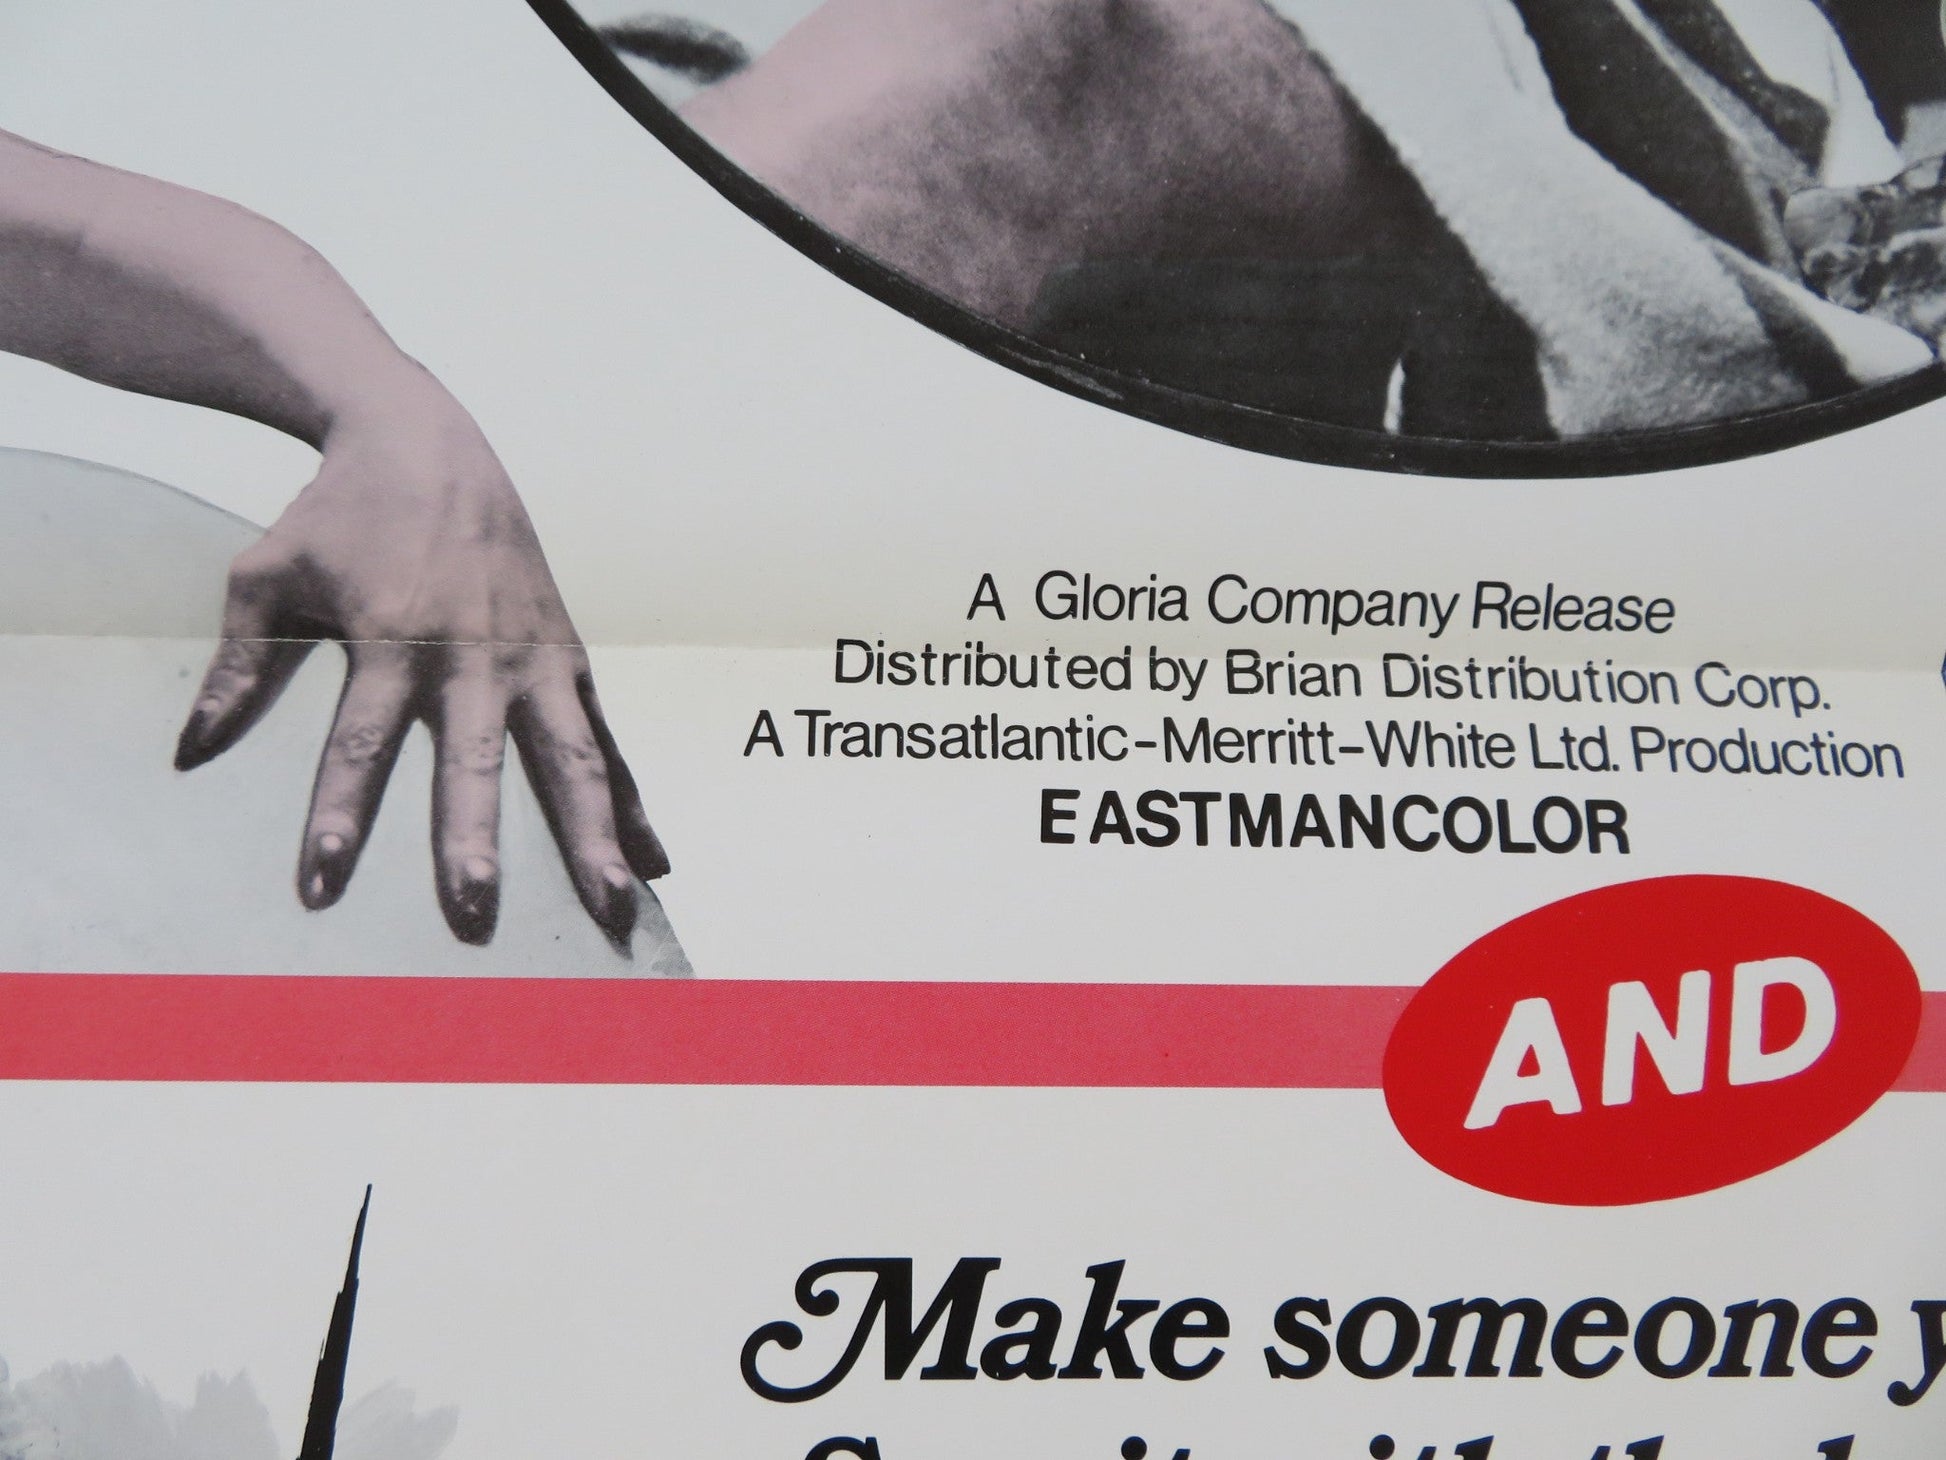 A Gloria Company Release
Distributed by Brian Distribution Corp.
A Transatlantic-Merritt-White Ltd. Production
EASTMANCOLOR
AND
Make someone